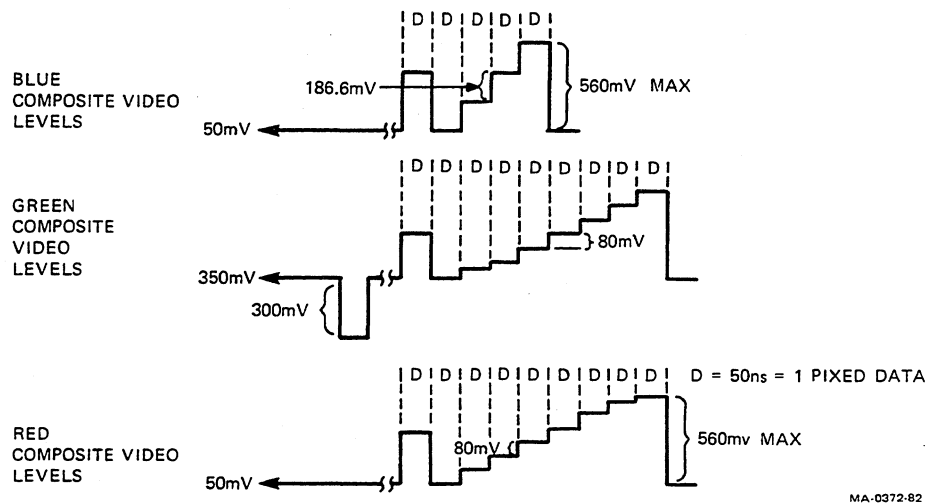 D D D D D
BLUE
COMPOSITE VIDEO
LEVELS
186.6mV
560mV MAX
50mV
D D D D D D D D D
GREEN
COMPOSITE
VIDEO
LEVELS
80mV
350mV
300mV
D D D D D D D D D
D = 50ns = 1 PIXED DATA
RED
COMPOSITE VIDEO
LEVELS
80mV
560mv MAX
50mV
MA-0372-82